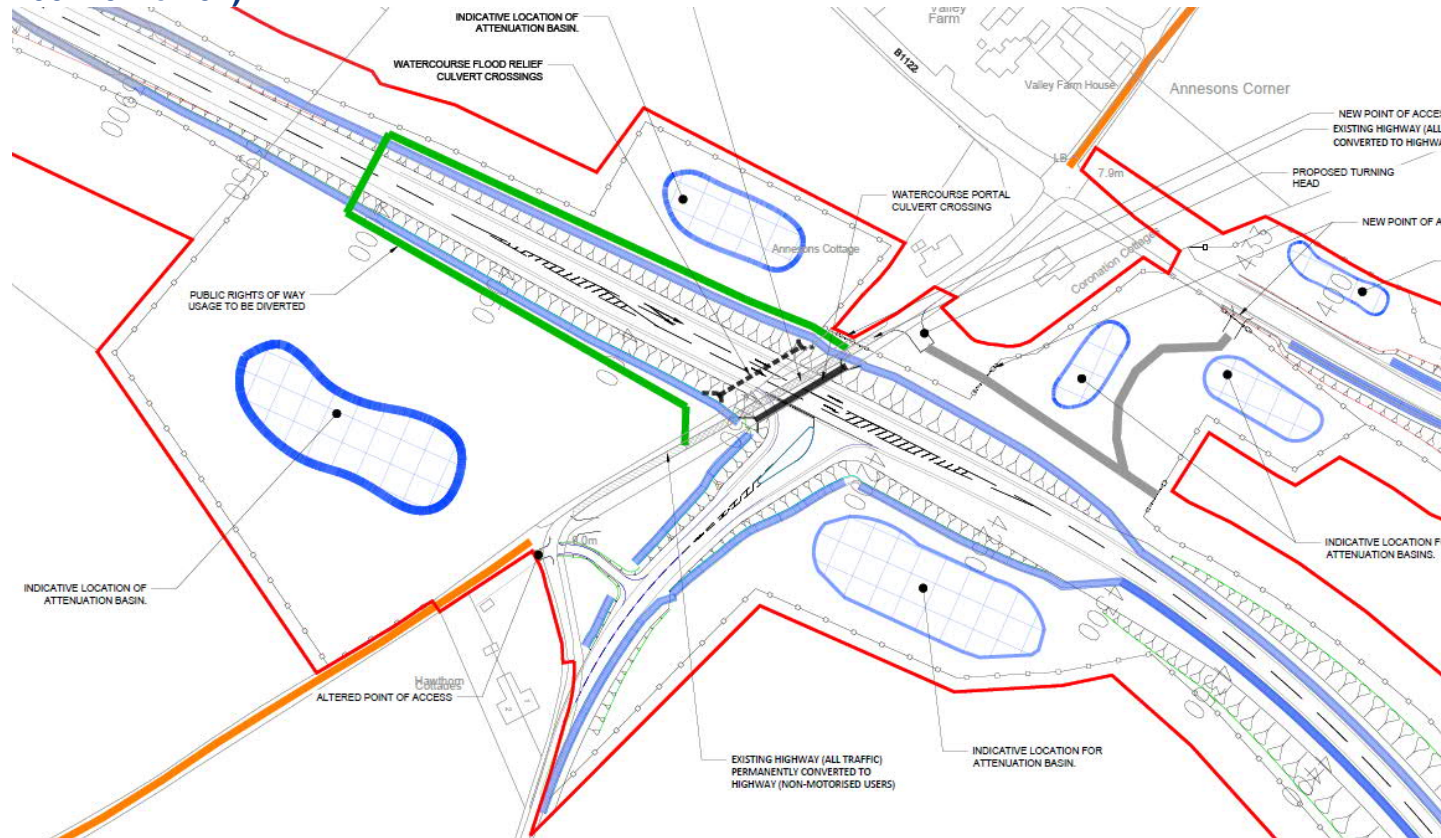 INDICATIVE LOCATION OF
ATTENUATION BASIN.
WATERCOURSE FLOOD RELIEF
CULVERT CROSSINGS
Valley
Farm
B1122
Valley Farm House
Annesons Corner
NEW POINT OF ACCE
EXISTING HIGHWAY (ALL
CONVERTED TO HIGHWA
LB
7.9m
PROPOSED TURNING
HEAD
WATERCOURSE PORTAL
CULVERT CROSSING
NEW POINT OF A
Annesons Cottage
Coronation Cottages
PUBLIC RIGHTS OF WAY
USAGE TO BE DIVERTED
INDICATIVE LOCATION F
ATTENUATION BASINS.
INDICATIVE LOCATION OF
ATTENUATION BASIN.
Hawthorn
Cottages
ALTERED POINT OF ACCESS
EXISTING HIGHWAY (ALL TRAFFIC)
PERMANENTLY CONVERTED TO
HIGHWAY (NON-MOTORISED USERS)
INDICATIVE LOCATION FOR
ATTENUATION BASIN.